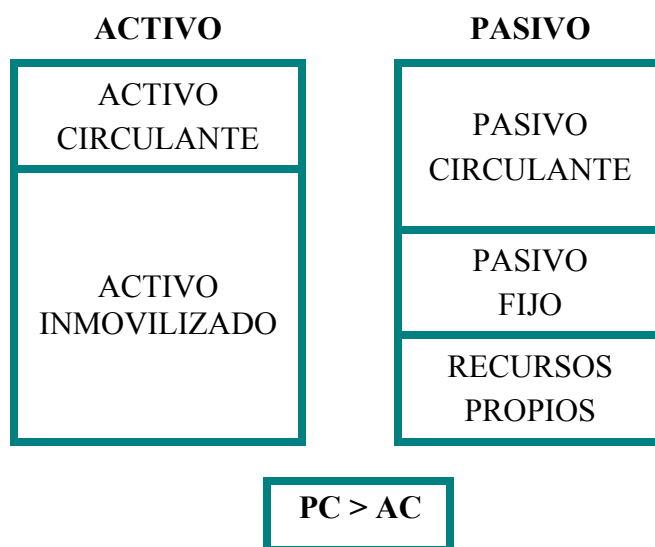 ACTIVO
ACTIVO
CIRCULANTE
ACTIVO
INMOVILIZADO
PASIVO
PASIVO
CIRCULANTE
PASIVO
FIJO
RECURSOS
PROPIOS
PC > AC